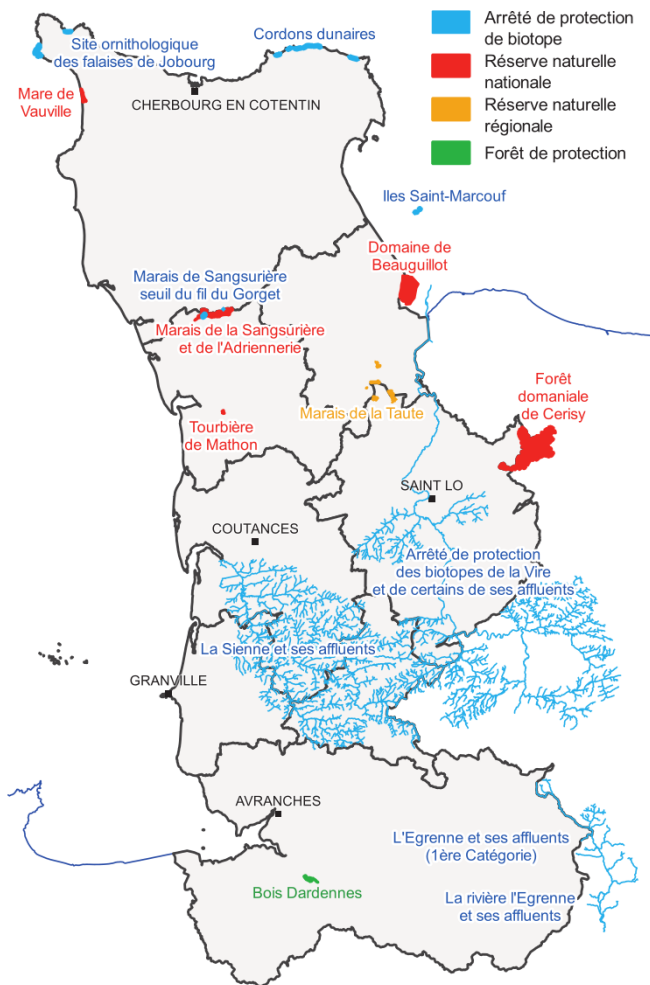 Arrêté de protection
de biotope
Réserve naturelle
nationale
Réserve naturelle
régionale
Forêt de protection
Site ornithologique
des falaises de Jobourg
Cordons dunaires
Mare de
Vauville
CHERBOURG EN COTENTIN
Iles Saint-Marcouf
Domaine de
Beauguillot
Marais de Sangsurière
seuil du fil du Gorget
Marais de la Sangsurière
et de l'Adriennerie
Forêt
domaniale
de Cerisy
Marais de la Taute
Tourbière
de Mathon
SAINT LO
COUTANCES
Arrêté de protection
des biotopes de la Vire
et de certains de ses affluents
La Sienne et ses affluents
GRANVILLE
AVRANCHES
L'Egrenne et ses affluents
(1ère Catégorie)
Bois Dardennes
La rivière l'Egrenne
et ses affluents